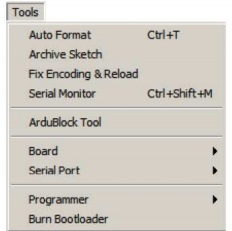 Tools
Auto Format Ctrl+T
Archive Sketch
Fix Encoding & Reload
Serial Monitor Ctrl+Shift+M
ArduBlock Tool
Board
Serial Port
Programmer
Burn Bootloader